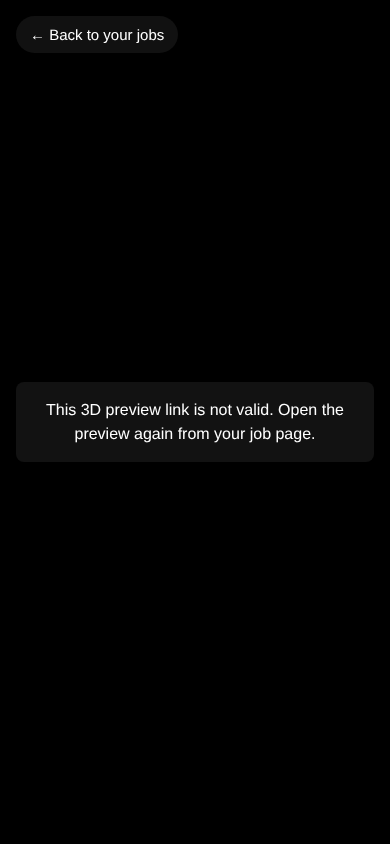 ← Back to your jobs
This 3D preview link is not valid. Open the
preview again from your job page.